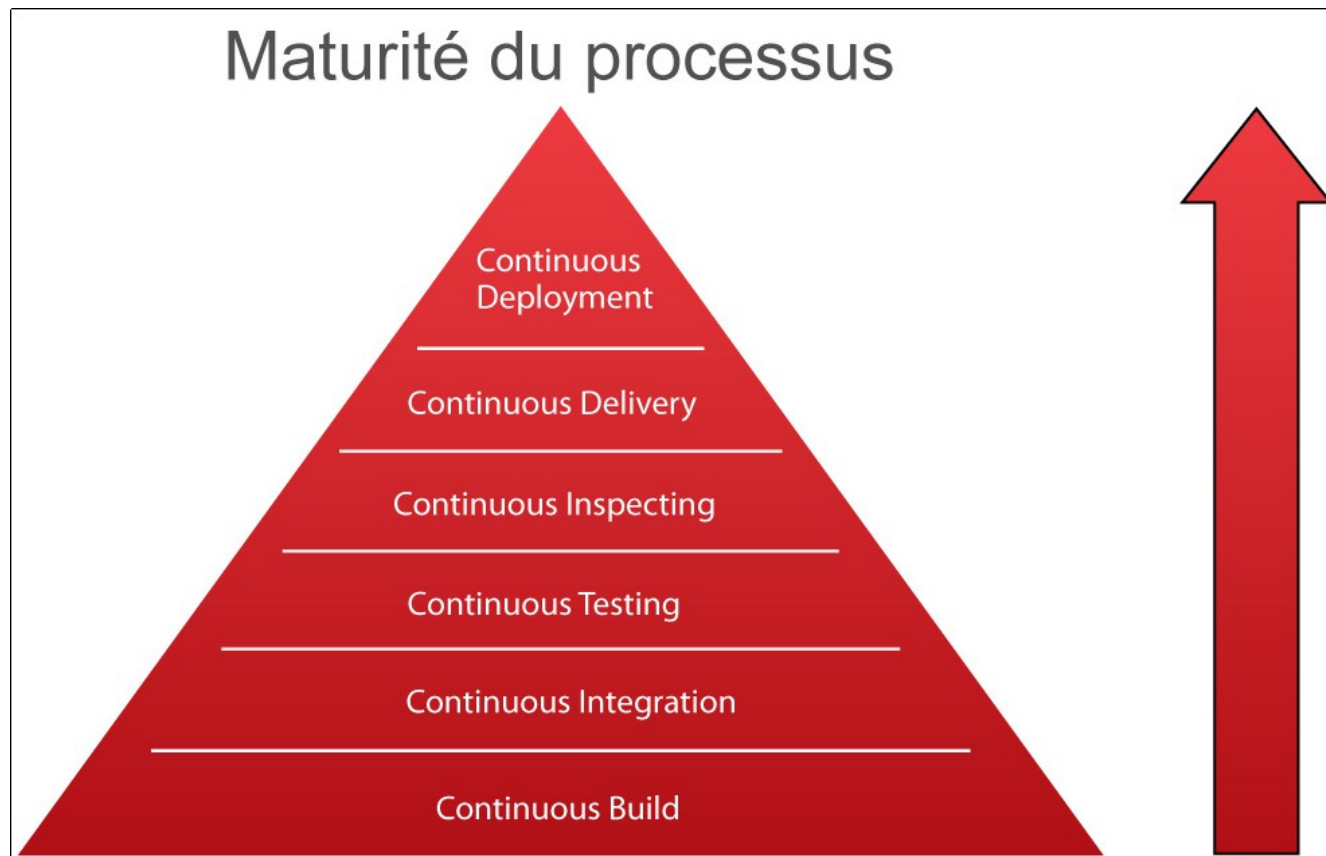 Maturité du processus
Continuous
Deployment
Continuous Delivery
Continuous Inspecting
Continuous Testing
Continuous Integration
Continuous Build